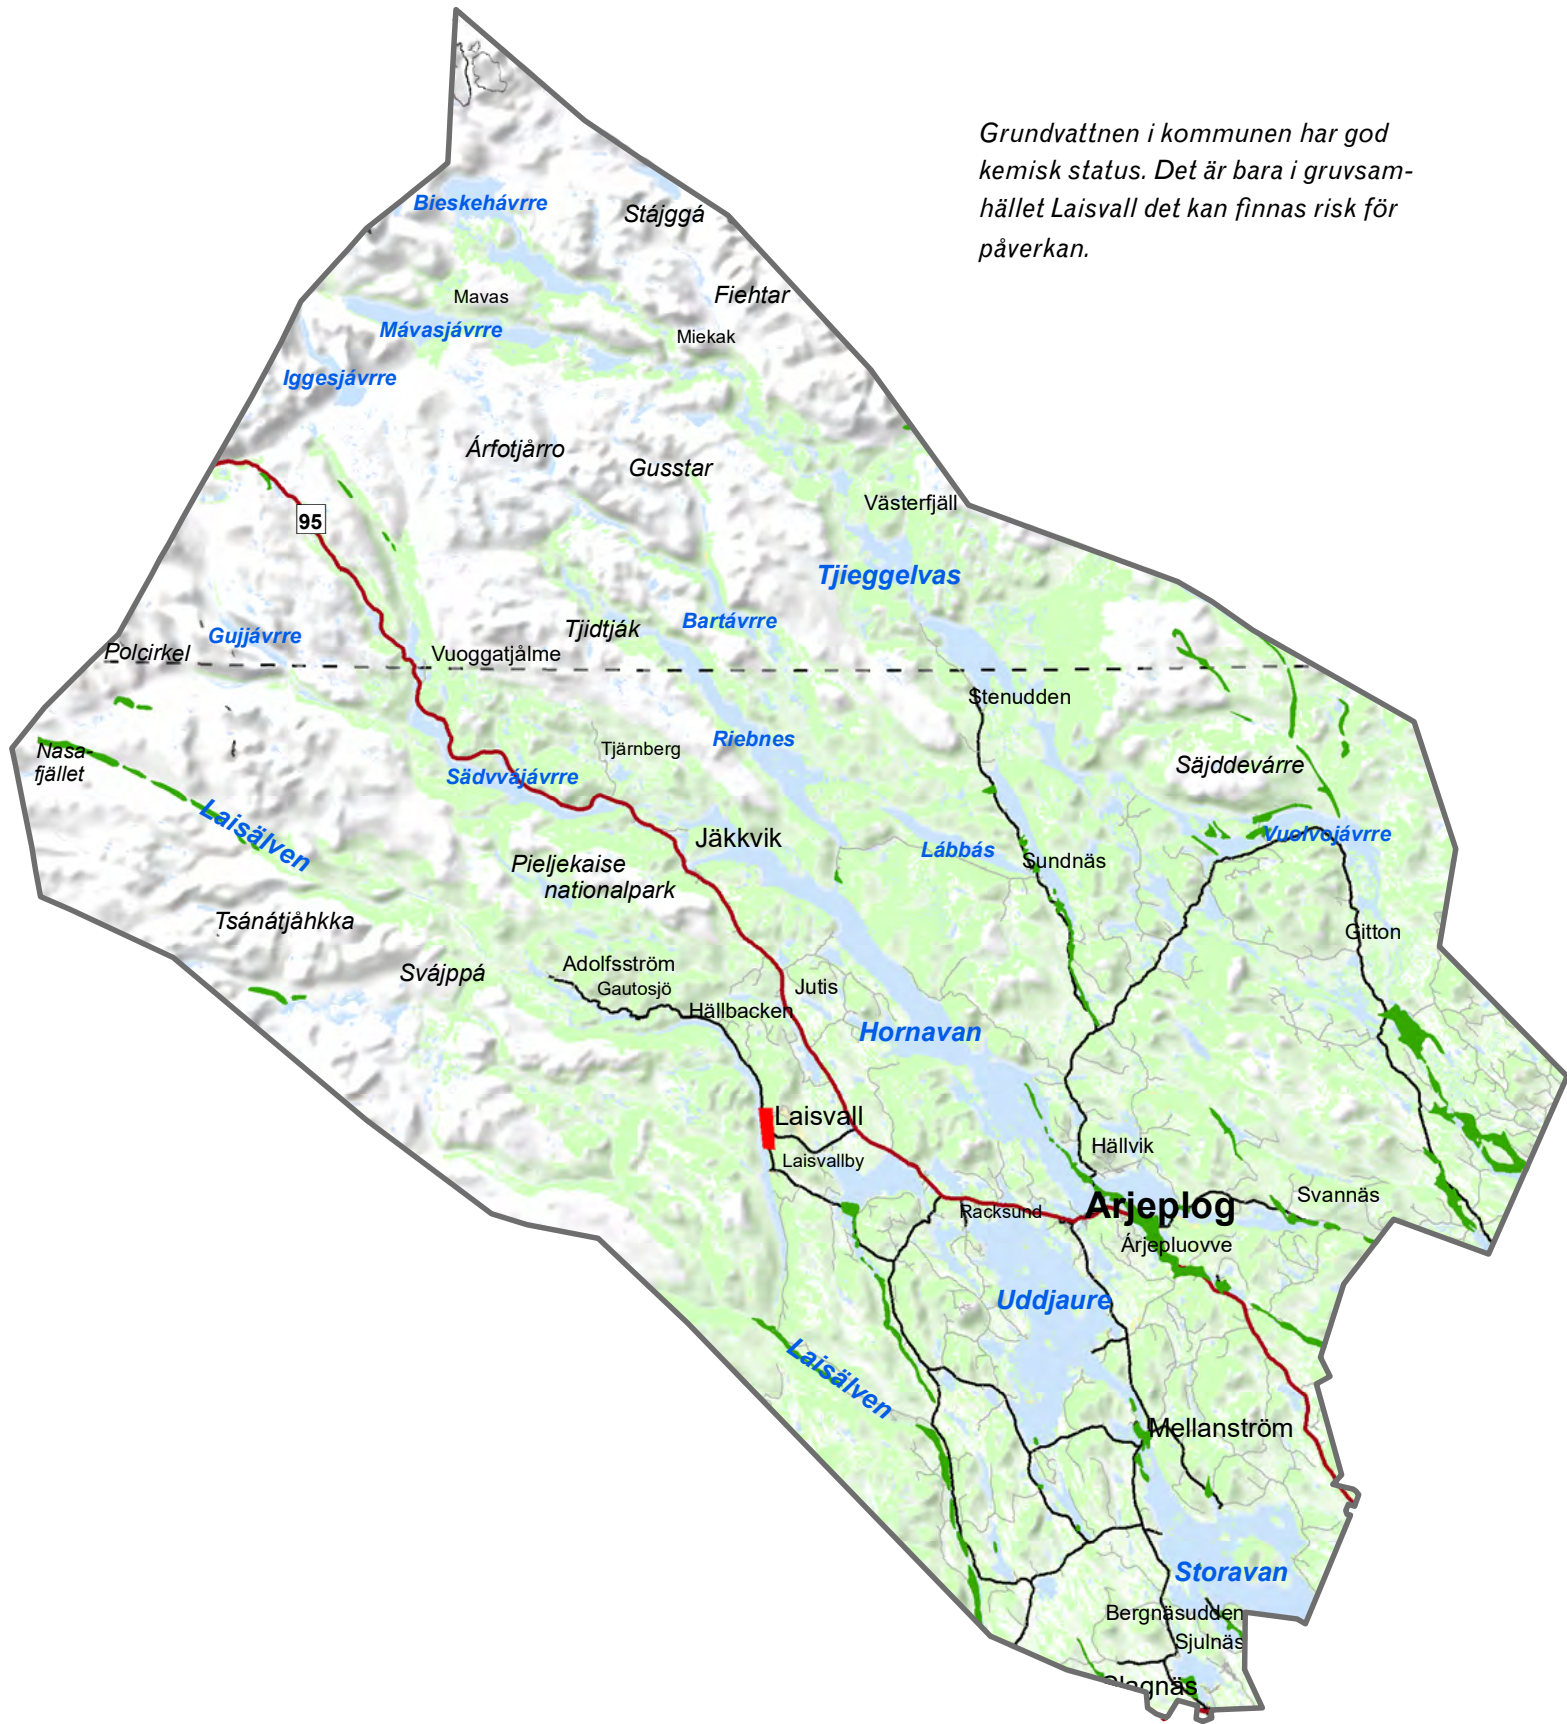 Grundvattnen i kommunen har god
kemisk status. Det är bara i gruvsam-
hället Laisvall det kan finnas risk för
påverkan.
Bieskehávrre
Stájggá
Mavas
Fiehtar
Mávasjávrre
Miekak
Iggesjávrre
Árfotjårro
Gusstar
Västerfjäll
95
Tjieggelvas
Bartávrre
Tjidtják
Gujjávrre
Polcirkel
Vuoggatjålme
Stenudden
Riebnes
Tjärnberg
Nasa-
fjället
Säjddevárre
Sädvvájávrre
Laisälven
Jäkkvik
Vuolvojávrre
Lábbás
Sundnäs
Pieljekaise
nationalpark
Tsánátjåhkka
Gitton
Svájppá
Adolfsström
Gautosjö
Jutis
Hällbacken
Hornavan
Laisvall
Hällvik
Laisvallby
Svannäs
Arjeplog
Racksund
Árjepluovve
Uddjaure
Laisälven
Mellanström
Storavan
Bergnäsudden
Sjulnäs
Slagnäs